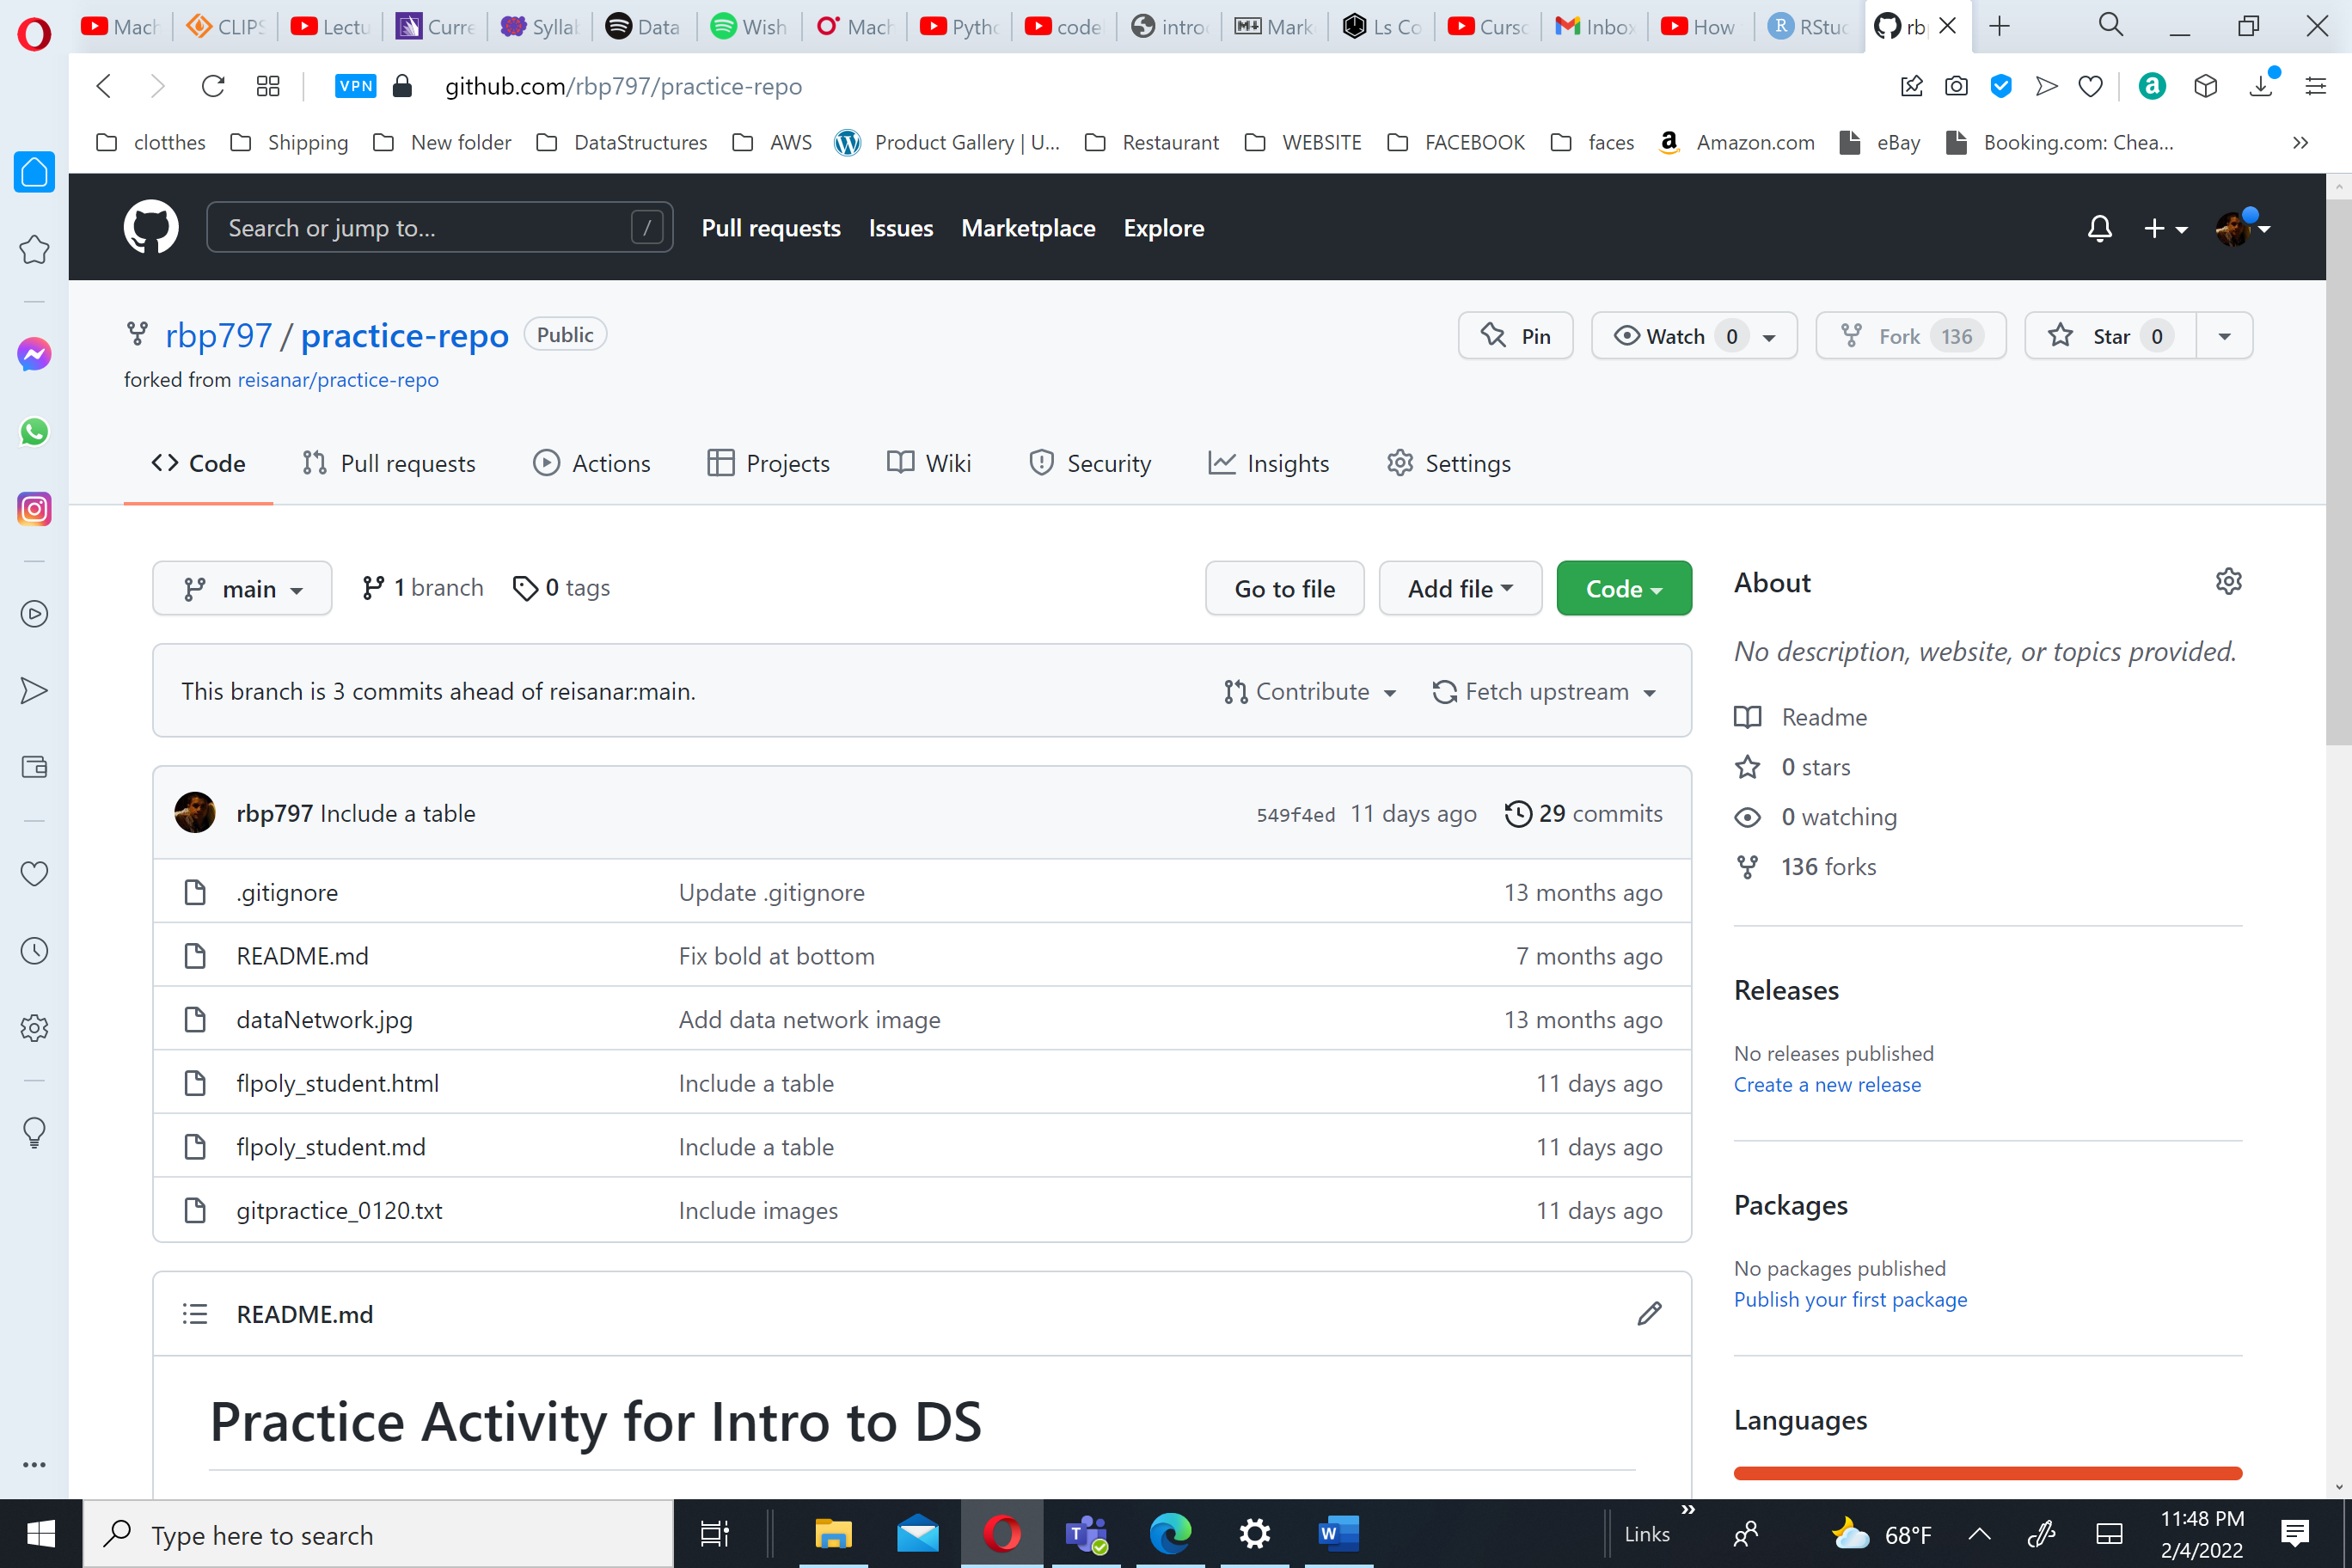 Mach CLIPS Lectu Curre Syllab Data Wish Mach Pytho code intro Mark Ls Co Curso Inbox How RStud rb
VPN github.com/rbp797/practice-repo
clotthes Shipping New folder DataStructures AWS Product Gallery | U... Restaurant WEBSITE FACEBOOK faces Amazon.com eBay Booking.com: Chea...
Search or jump to... / Pull requests Issues Marketplace Explore
rbp797 / practice-repo Public Pin Watch 0 Fork 136 Star 0
forked from reisanar/practice-repo
Code Pull requests Actions Projects Wiki Security Insights Settings
main 1 branch 0 tags Go to file Add file Code
This branch is 3 commits ahead of reisanar:main. Contribute Fetch upstream
rbp797 Include a table 549f4ed 11 days ago 29 commits
.gitignore Update .gitignore 13 months ago
README.md Fix bold at bottom 7 months ago
dataNetwork.jpg Add data network image 13 months ago
flpoly_student.html Include a table 11 days ago
flpoly_student.md Include a table 11 days ago
gitpractice_0120.txt Include images 11 days ago
README.md
Practice Activity for Intro to DS
About
No description, website, or topics provided.
Readme
0 stars
0 watching
136 forks
Releases
No releases published
Create a new release
Packages
No packages published
Publish your first package
Languages
Type here to search
Links
68°F
11:48 PM
2/4/2022